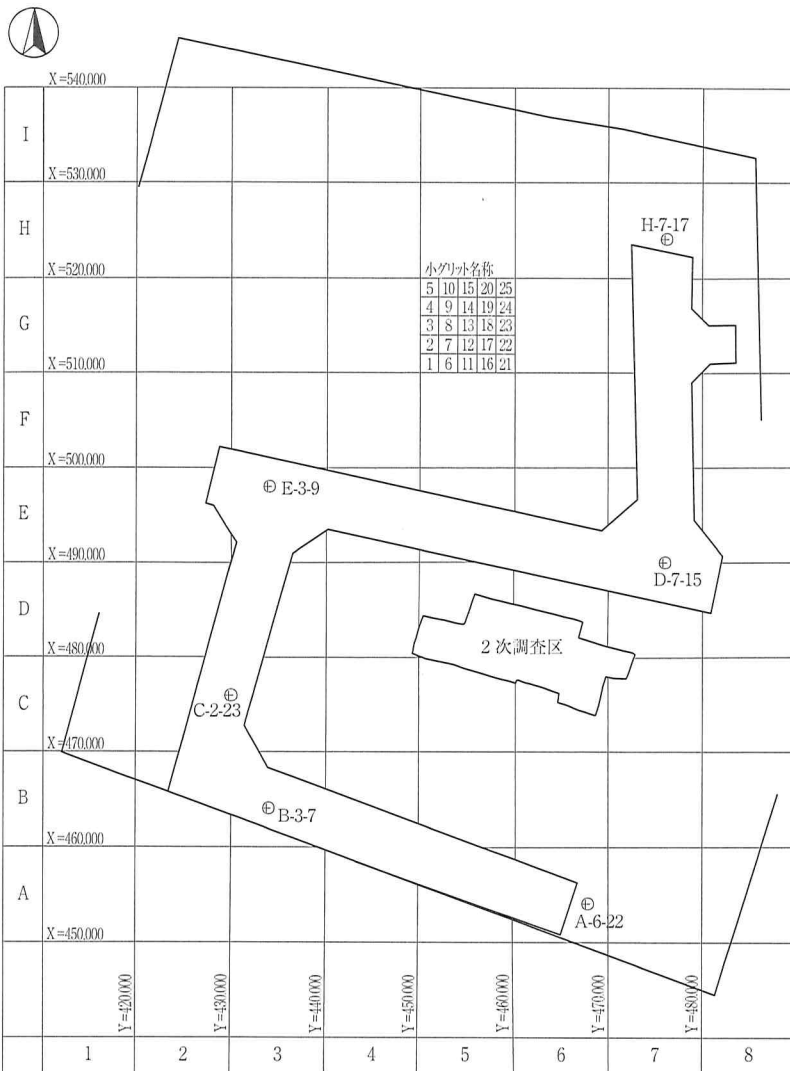 X=540,000
I
X=530,000
H
H-7-17
X=520,000
小グリット名称
5 10 15 20 25
4 9 14 19 24
3 8 13 18 23
2 7 12 17 22
1 6 11 16 21
G
X=510,000
F
X=500,000
E
E-3-9
X=490,000
D-7-15
D
2次調査区
X=480,000
C
C-2-23
X=470,000
B
B-3-7
X=460,000
A
A-6-22
X=450,000
Y=420,000
Y=430,000
Y=440,000
Y=450,000
Y=460,000
Y=470,000
Y=480,000
1 2 3 4 5 6 7 8